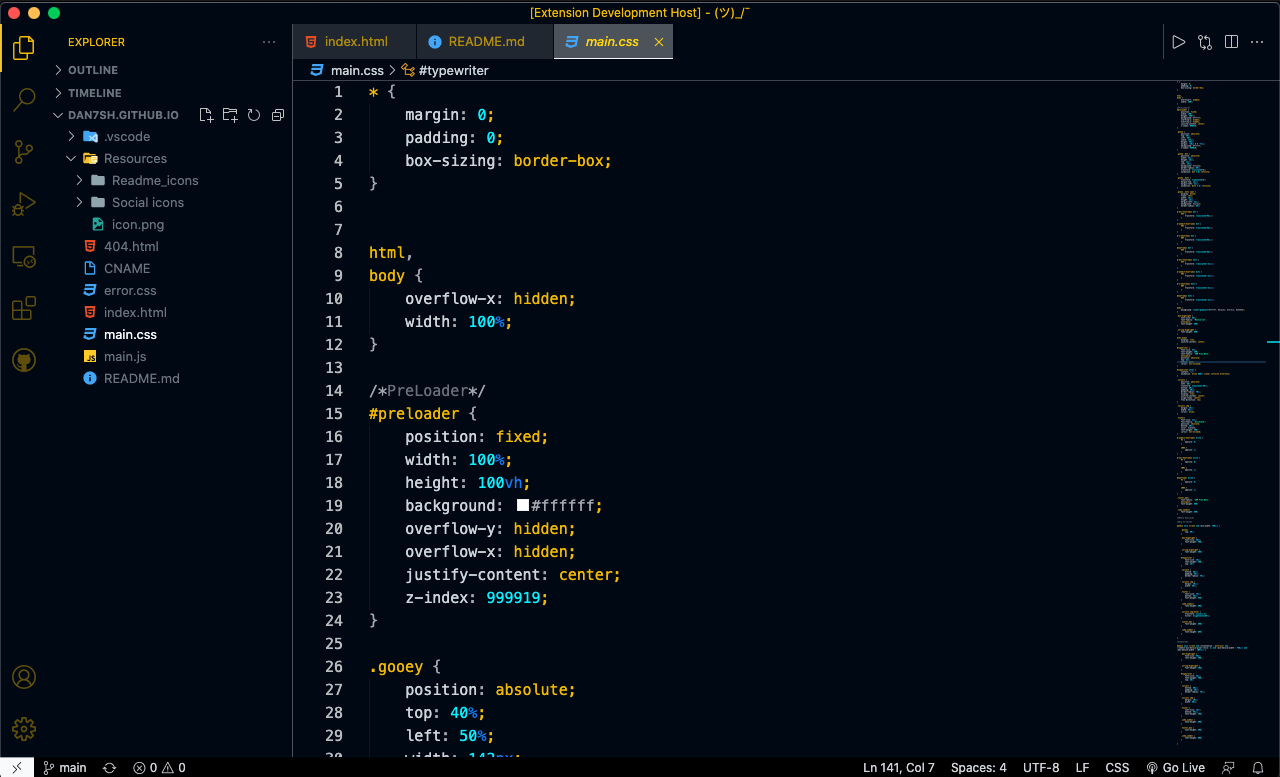 [Extension Development Host] - (ツ)_/¯
EXPLORER
OUTLINE
TIMELINE
DAN7SH.GITHUB.IO
.vscode
Resources
Readme_icons
Social icons
icon.png
404.html
CNAME
error.css
index.html
main.css
main.js
README.md
index.html
README.md
main.css
main.css > #typewriter
1 * {
2 margin: 0;
3 padding: 0;
4 box-sizing: border-box;
5 }
6
7
8 html,
9 body {
10 overflow-x: hidden;
11 width: 100%;
12 }
13
14 /*PreLoader*/
15 #preloader {
16 position: fixed;
17 width: 100%;
18 height: 100vh;
19 background: #ffffff;
20 overflow-y: hidden;
21 overflow-x: hidden;
22 justify-content: center;
23 z-index: 999919;
24 }
25
26 .gooey {
27 position: absolute;
28 top: 40%;
29 left: 50%;
30 width: 142px;
main
0
0
Ln 141, Col 7
Spaces: 4
UTF-8
LF
CSS
Go Live